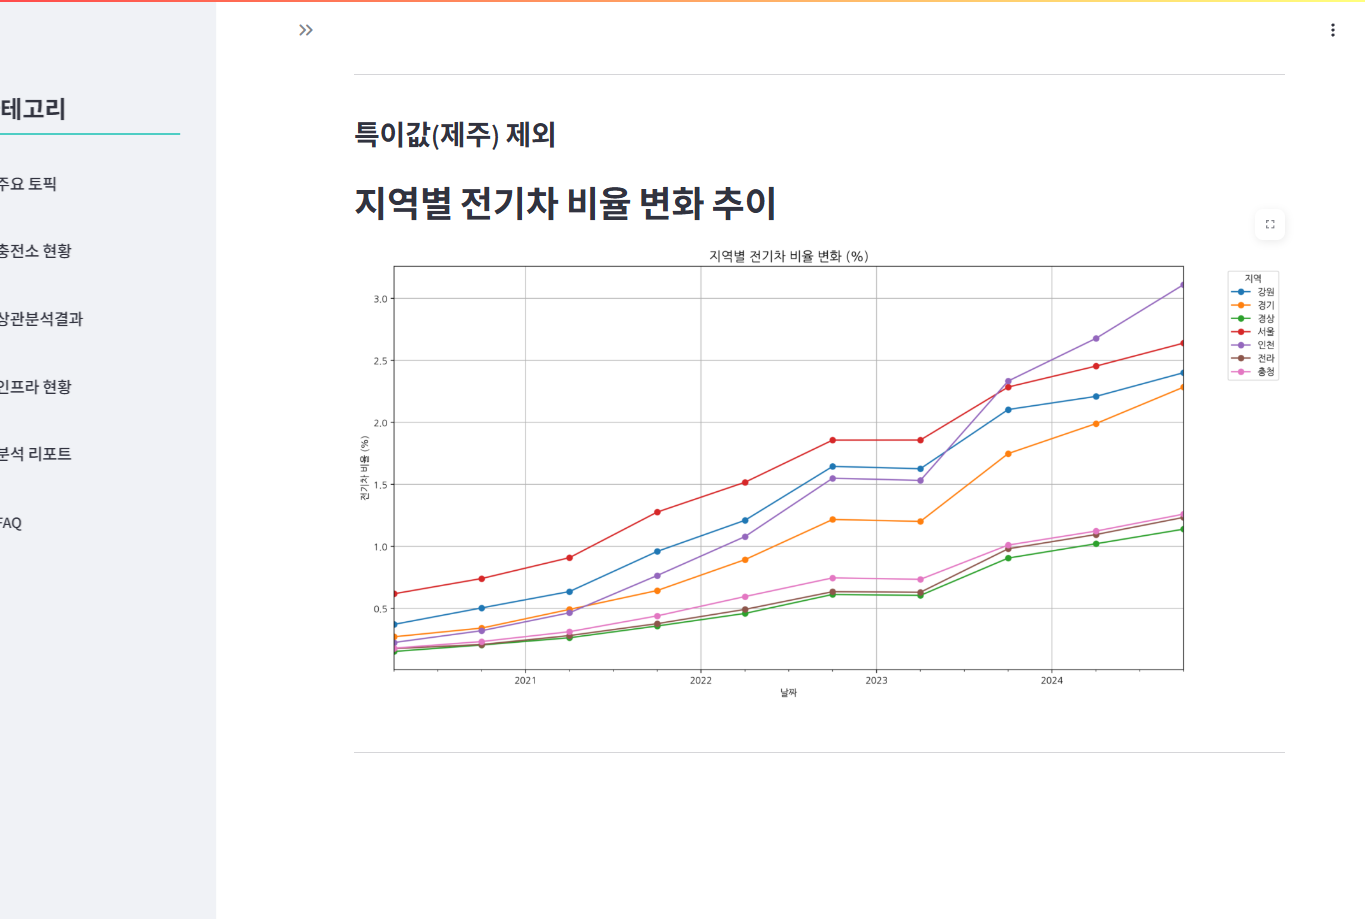 테고리
주요 토픽
충전소 현황
상관분석결과
인프라 현황
분석 리포트
FAQ
특이값(제주) 제외
지역별 전기차 비율 변화 추이
지역별 전기차 비율 변화 (%)
3.0
2.5
2.0
1.5
1.0
0.5
전기차 비율 (%)
2021
2022
2023
2024
날짜
지역
강원
경기
경상
서울
인천
전라
충청